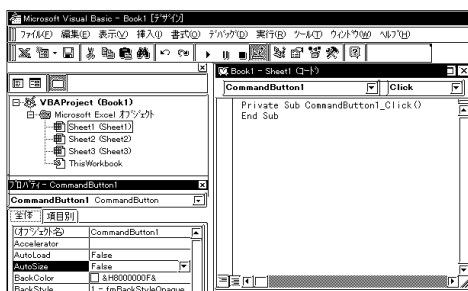 Microsoft Visual Basic - Book1 [ﾃﾞｻﾞｲﾝ]
ﾌｧｲﾙ(F) 編集(E) 表示(V) 挿入(I) 書式(O) ﾃﾞﾊﾞｯｸﾞ(D) 実行(R) ﾂｰﾙ(T) ｳｨﾝﾄﾞｳ(W) ﾍﾙﾌﾟ(H)
VBAProject (Book1)
Microsoft Excel ｵﾌﾞｼﾞｪｸﾄ
Sheet1 (Sheet1)
Sheet2 (Sheet2)
Sheet3 (Sheet3)
ThisWorkbook
ﾌﾟﾛﾊﾟﾃｨ - CommandButton1
CommandButton1 CommandButton
全体 項目別
(ｵﾌﾞｼﾞｪｸﾄ名) CommandButton1
Accelerator
AutoLoad False
AutoSize False
BackColor &H8000000F&
BackStyle 1 - fmBackStyleOpaque
Book1 - Sheet1 (ｺｰﾄﾞ)
CommandButton1 Click
Private Sub CommandButton1_Click()
End Sub